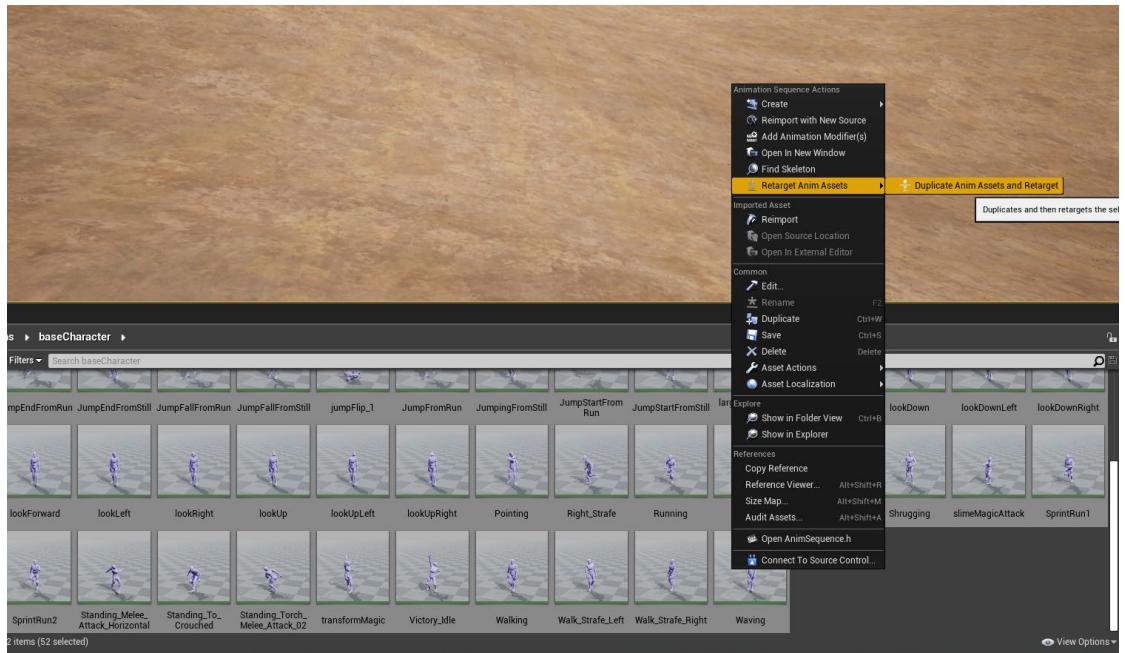 Animation Sequence Actions
Create
Reimport with New Source
Add Animation Modifier(s)
Open In New Window
Find Skeleton
Retarget Anim Assets
Duplicate Anim Assets and Retarget
Duplicates and then retargets the sel
Imported Asset
Reimport
Open Source Location
Open In External Editor
Common
Edit...
Rename F2
Duplicate Ctrl+W
Save Ctrl+S
Delete Delete
Asset Actions
Asset Localization
Explore
Show in Folder View Ctrl+B
Show in Explorer
References
Copy Reference
Reference Viewer... Alt+Shift+R
Size Map... Alt+Shift+M
Audit Assets... Alt+Shift+A
Open AnimSequence.h
Connect To Source Control...
ns baseCharacter
Filters Search baseCharacter
mpEndFromRun JumpEndFromStill JumpFallFromRun JumpFallFromStill jumpFlip_1 JumpFromRun JumpingFromStill JumpStartFrom JumpStartFromStill lookDown lookDownLeft lookDownRight
Run
lookForward lookLeft lookRight lookUp lookUpLeft lookUpRight Pointing Right_Strafe Running Shrugging slimeMagicAttack SprintRun1
SprintRun2 Standing_Melee_ Standing_To_ Standing_Torch_ transformMagic Victory_Idle Walking Walk_Strafe_Left Walk_Strafe_Right Waving
Attack_Horizontal Crouched Melee_Attack_02
2 items (52 selected) View Options